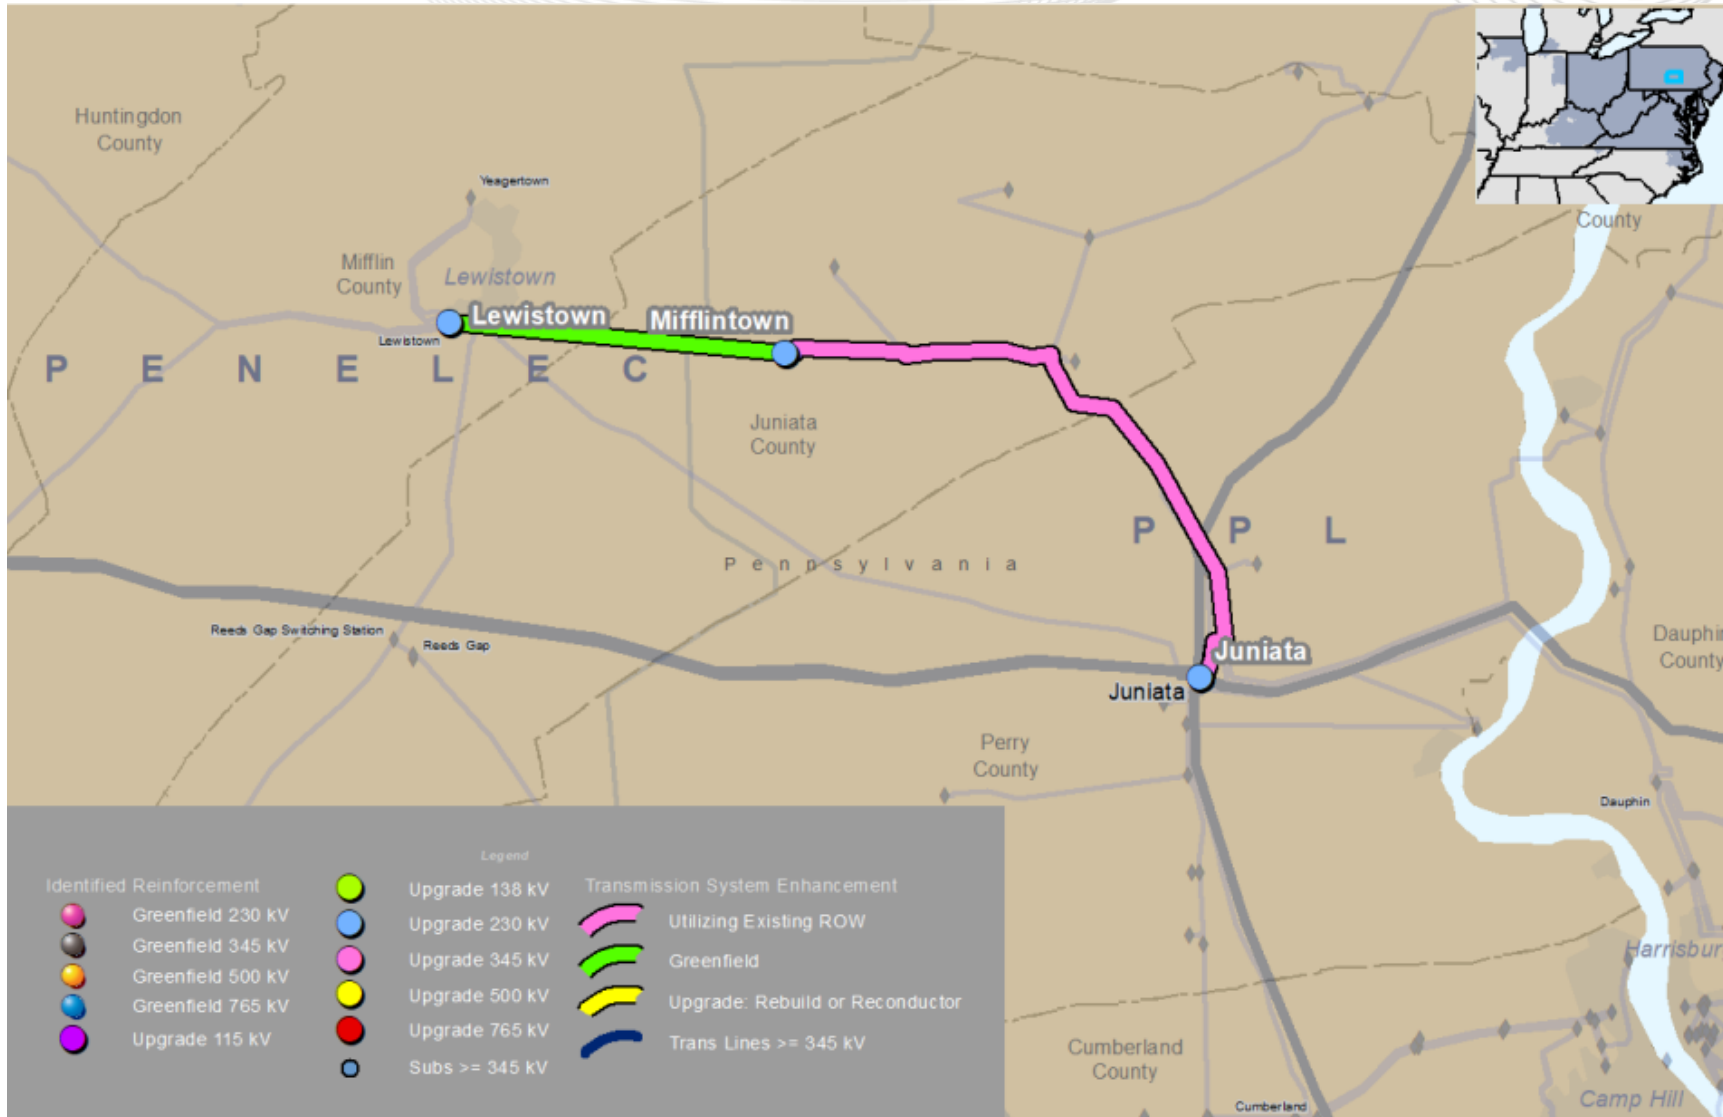 Huntingdon
County
Yeagertown
County
Mifflin
County
Lewistown
Lewistown
Mifflintown
Lewistown
P E N E L E C
Juniata
County
P P L
Pennsylvania
Reeds Gap Switching Station
Reeds Gap
Juniata
Juniata
Dauphin
County
Perry
County
Dauphin
Harrisbur
Cumberland
County
Camp Hill
Cumberland
Legend
Identified Reinforcement
Greenfield 230 kV
Greenfield 345 kV
Greenfield 500 kV
Greenfield 765 kV
Upgrade 115 kV
Upgrade 138 kV
Upgrade 230 kV
Upgrade 345 kV
Upgrade 500 kV
Upgrade 765 kV
Subs >= 345 kV
Transmission System Enhancement
Utilizing Existing ROW
Greenfield
Upgrade: Rebuild or Reconductor
Trans Lines >= 345 kV